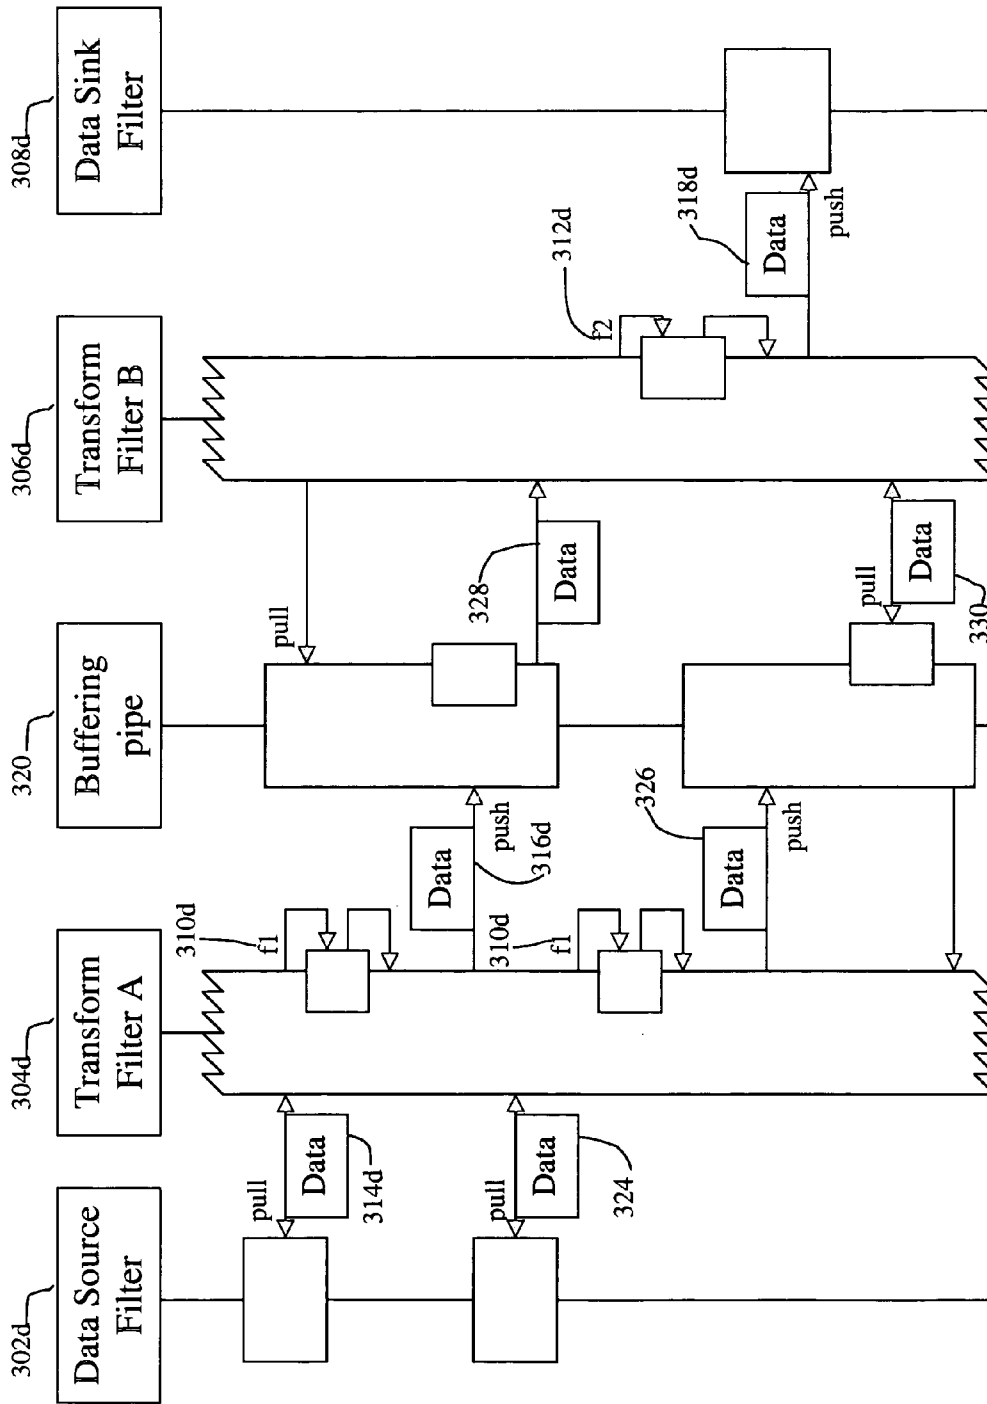 302d
304d
320
306d
308d
Data Source
Filter
Transform
Filter A
Buffering
pipe
Transform
Filter B
Data Sink
Filter
pull
Data
314d
310d
f1
pull
Data
316d
push
328
Data
pull
Data
324
310d
f1
312d
f2
326
Data
push
318d
Data
push
pull
Data
330